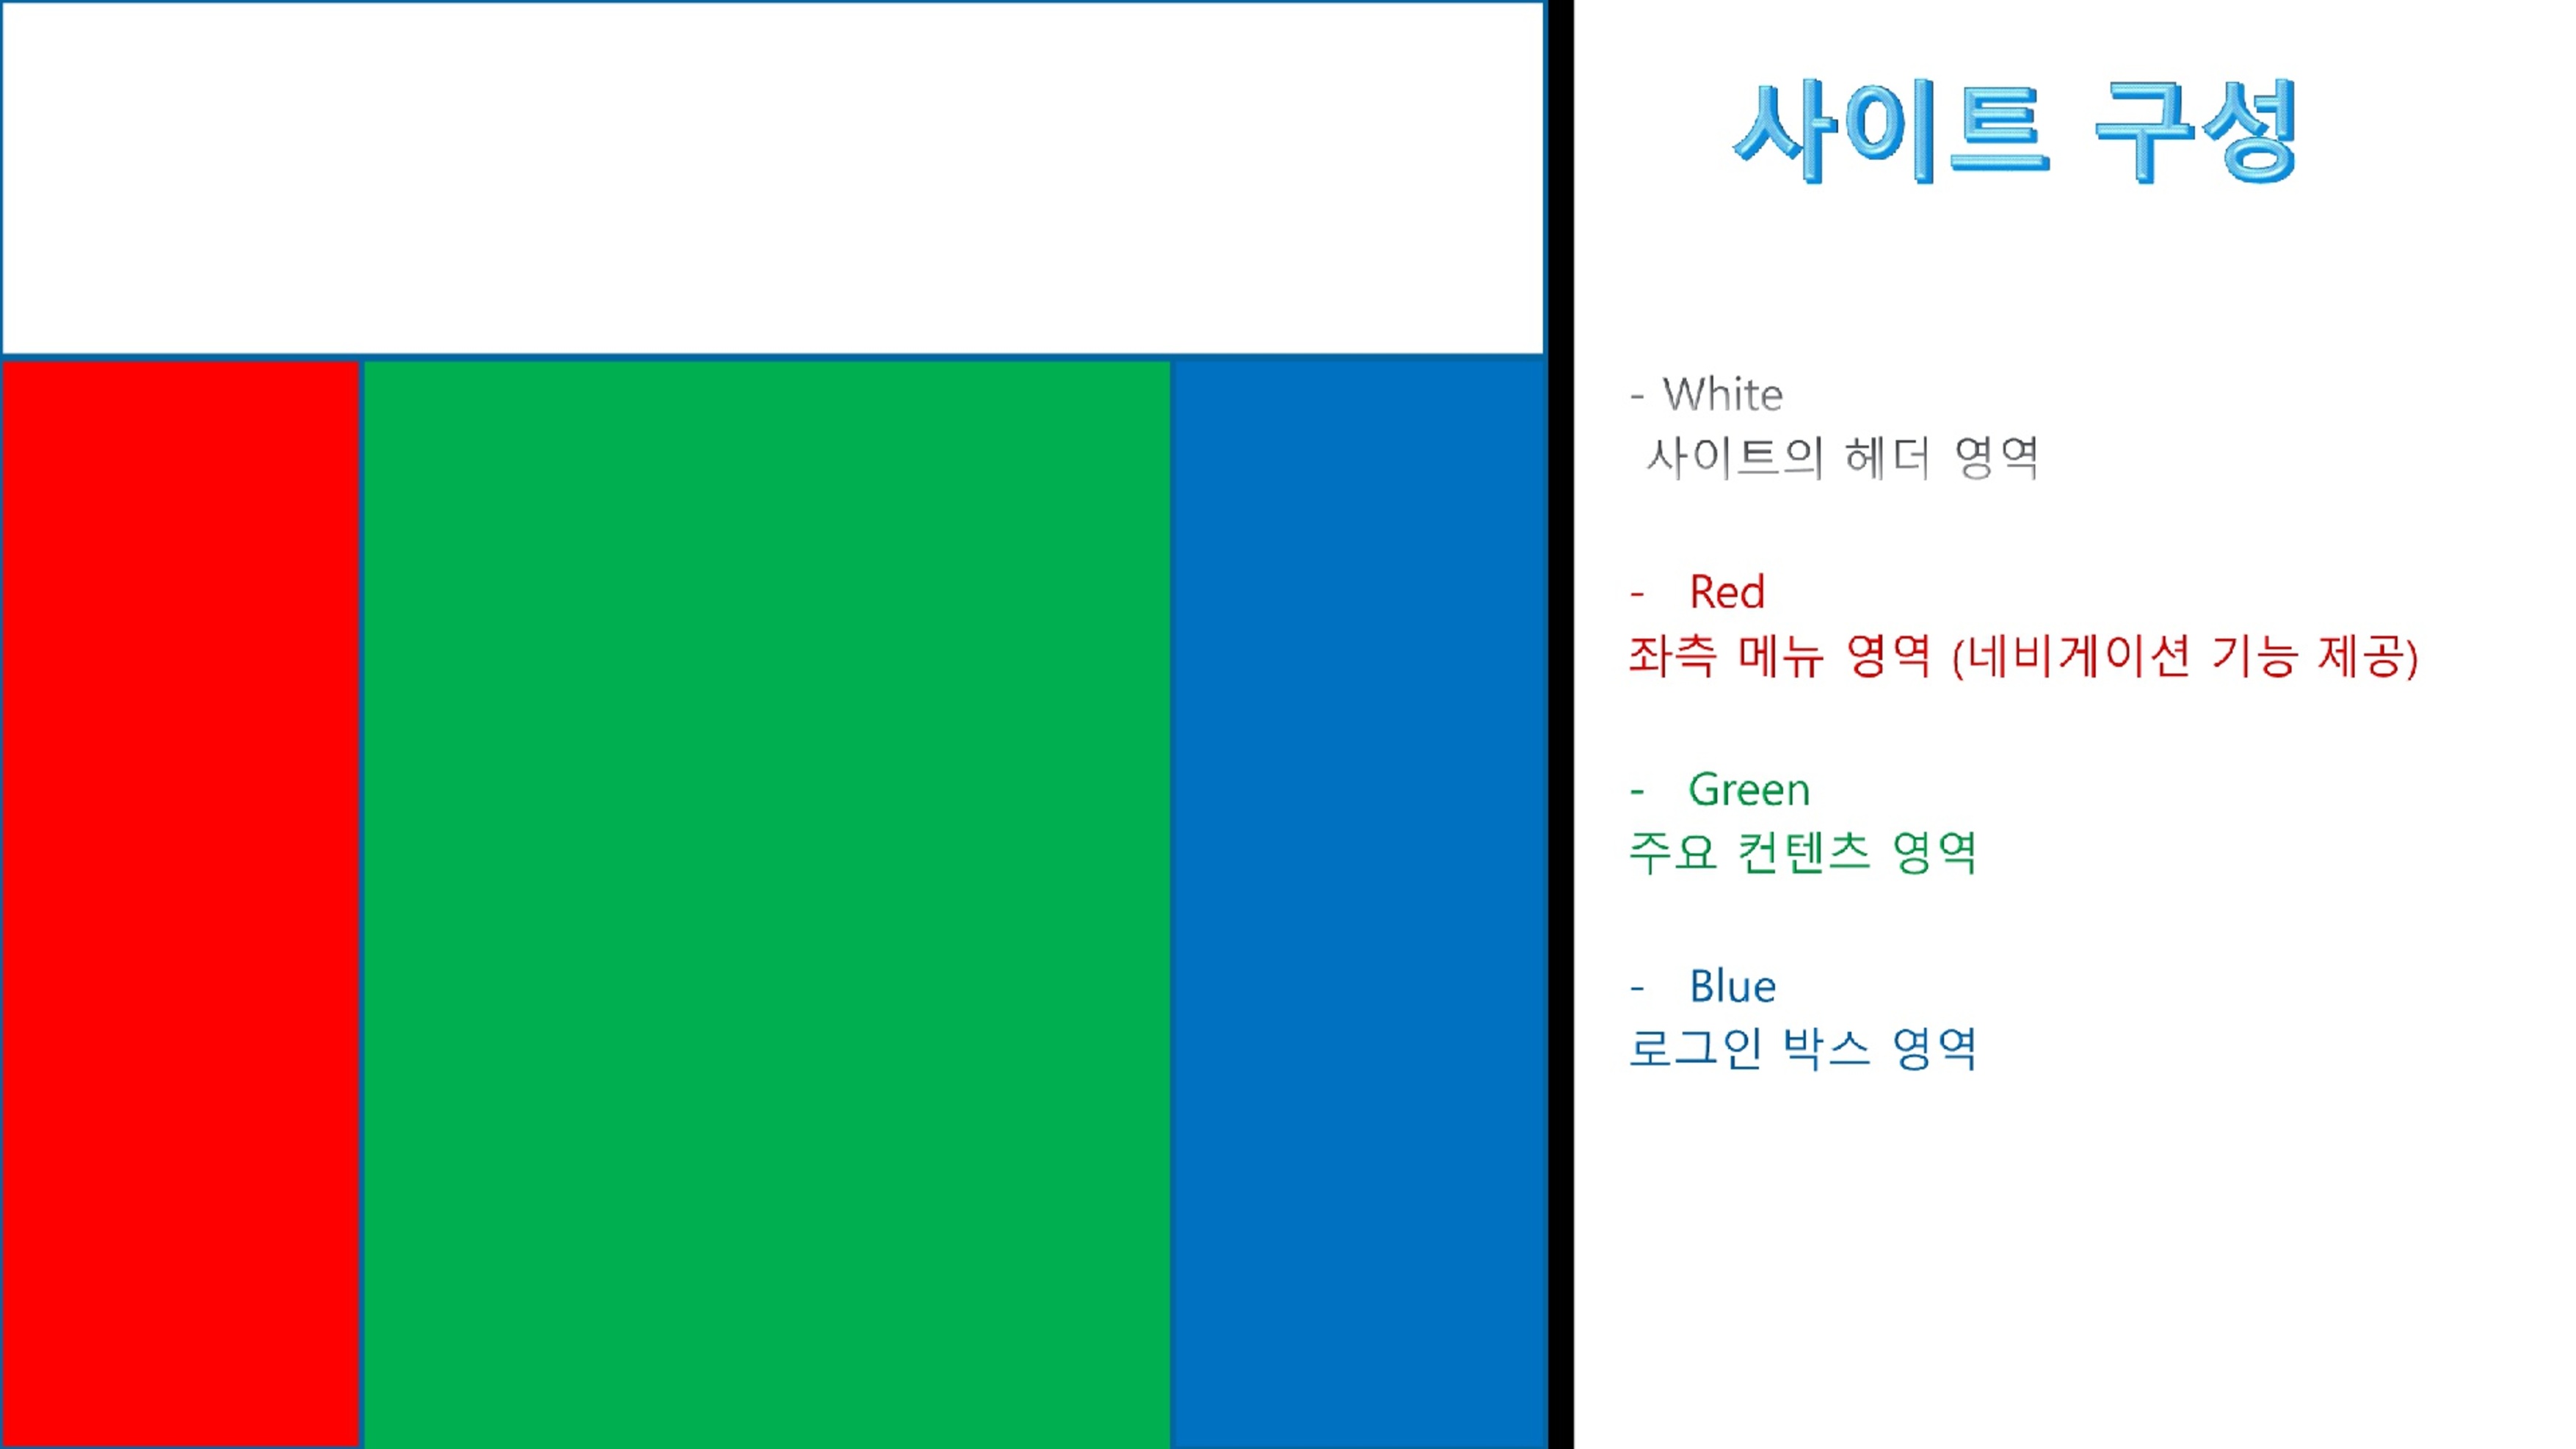 사이트 구성
- White
사이트의 헤더 영역
- Red
좌측 메뉴 영역 (네비게이션 기능 제공)
- Green
주요 컨텐츠 영역
- Blue
로그인 박스 영역